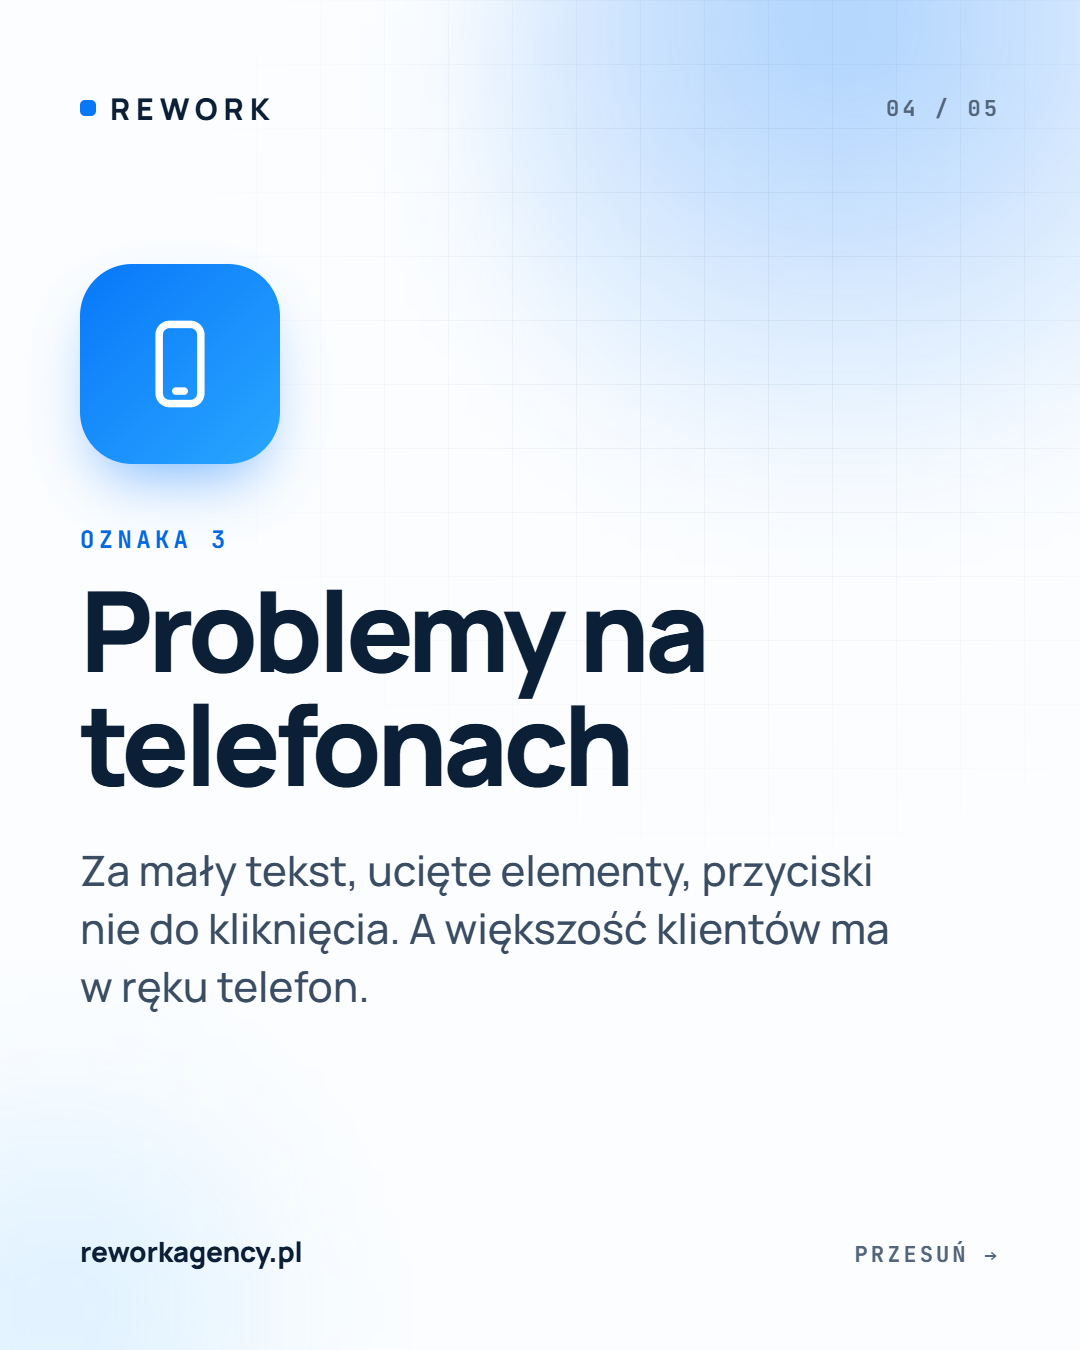 REWORK
04 / 05
OZNAKA 3
Problemy na
telefonach
Za mały tekst, ucięte elementy, przyciski
nie do kliknięcia. A większość klientów ma
w ręku telefon.
reworkagency.pl
PRZESUŃ →